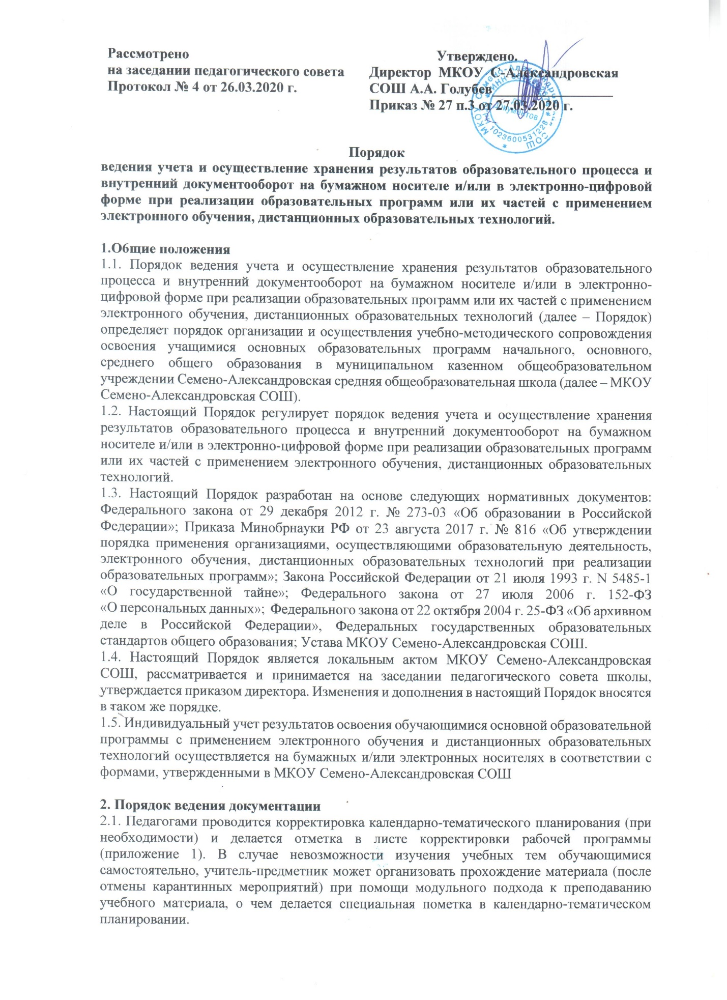 Рассмотрено
на заседании педагогического совета
Протокол № 4 от 26.03.2020 г.
Утверждено.
Директор МКОУ С-Александровская
СОШ А.А. Голубев_________________
Приказ № 27 п.3 от 27.03.2020 г.
МКОУ Семено-Александровская СОШ
ОГРН 1023600531228 * ИНН
Для документов
Порядок
ведения учета и осуществление хранения результатов образовательного процесса и
внутренний документооборот на бумажном носителе и/или в электронно-цифровой
форме при реализации образовательных программ или их частей с применением
электронного обучения, дистанционных образовательных технологий.
1.О6щие положения
1.1. Порядок ведения учета и осуществление хранения результатов образовательного
процесса и внутренний документооборот на бумажном носителе и/или в электронно-
цифровой форме при реализации образовательных программ или их частей с применением
электронного обучения, дистанционных образовательных технологий (далее – Порядок)
определяет порядок организации и осуществления учебно-методического сопровождения
освоения учащимися основных образовательных программ начального, основного,
среднего общего образования в муниципальном казенном общеобразовательном
учреждении Семено-Александровская средняя общеобразовательная школа (далее – МКОУ
Семено-Александровская СОШ).
1.2. Настоящий Порядок регулирует порядок ведения учета и осуществление хранения
результатов образовательного процесса и внутренний документооборот на бумажном
носителе и/или в электронно-цифровой форме при реализации образовательных программ
или их частей с применением электронного обучения, дистанционных образовательных
технологий.
1.3. Настоящий Порядок разработан на основе следующих нормативных документов:
Федерального закона от 29 декабря 2012 г. № 273-03 «Об образовании в Российской
Федерации»; Приказа Минобрнауки РФ от 23 августа 2017 г. № 816 «Об утверждении
порядка применения организациями, осуществляющими образовательную деятельность,
электронного обучения, дистанционных образовательных технологий при реализации
образовательных программ»; Закона Российской Федерации от 21 июля 1993 г. N 5485-1
«О государственной тайне»; Федерального закона от 27 июля 2006 г. 152-ФЗ
«О персональных данных»; Федерального закона от 22 октября 2004 г. 25-ФЗ «Об архивном
деле в Российской Федерации», Федеральных государственных образовательных
стандартов общего образования; Устава МКОУ Семено-Александровская СОШ.
1.4. Настоящий Порядок является локальным актом МКОУ Семено-Александровская
СОШ, рассматривается и принимается на заседании педагогического совета школы,
утверждается приказом директора. Изменения и дополнения в настоящий Порядок вносятся
в таком же порядке.
1.5. Индивидуальный учет результатов освоения обучающимися основной образовательной
программы с применением электронного обучения и дистанционных образовательных
технологий осуществляется на бумажных и/или электронных носителях в соответствии с
формами, утвержденными в МКОУ Семено-Александровская СОШ
2. Порядок ведения документации
2.1. Педагогами проводится корректировка календарно-тематического планирования (при
необходимости) и делается отметка в листе корректировки рабочей программы
(приложение 1). В случае невозможности изучения учебных тем обучающимися
самостоятельно, учитель-предметник может организовать прохождение материала (после
отмены карантинных мероприятий) при помощи модульного подхода к преподаванию
учебного материала, о чем делается специальная пометка в календарно-тематическом
планировании.